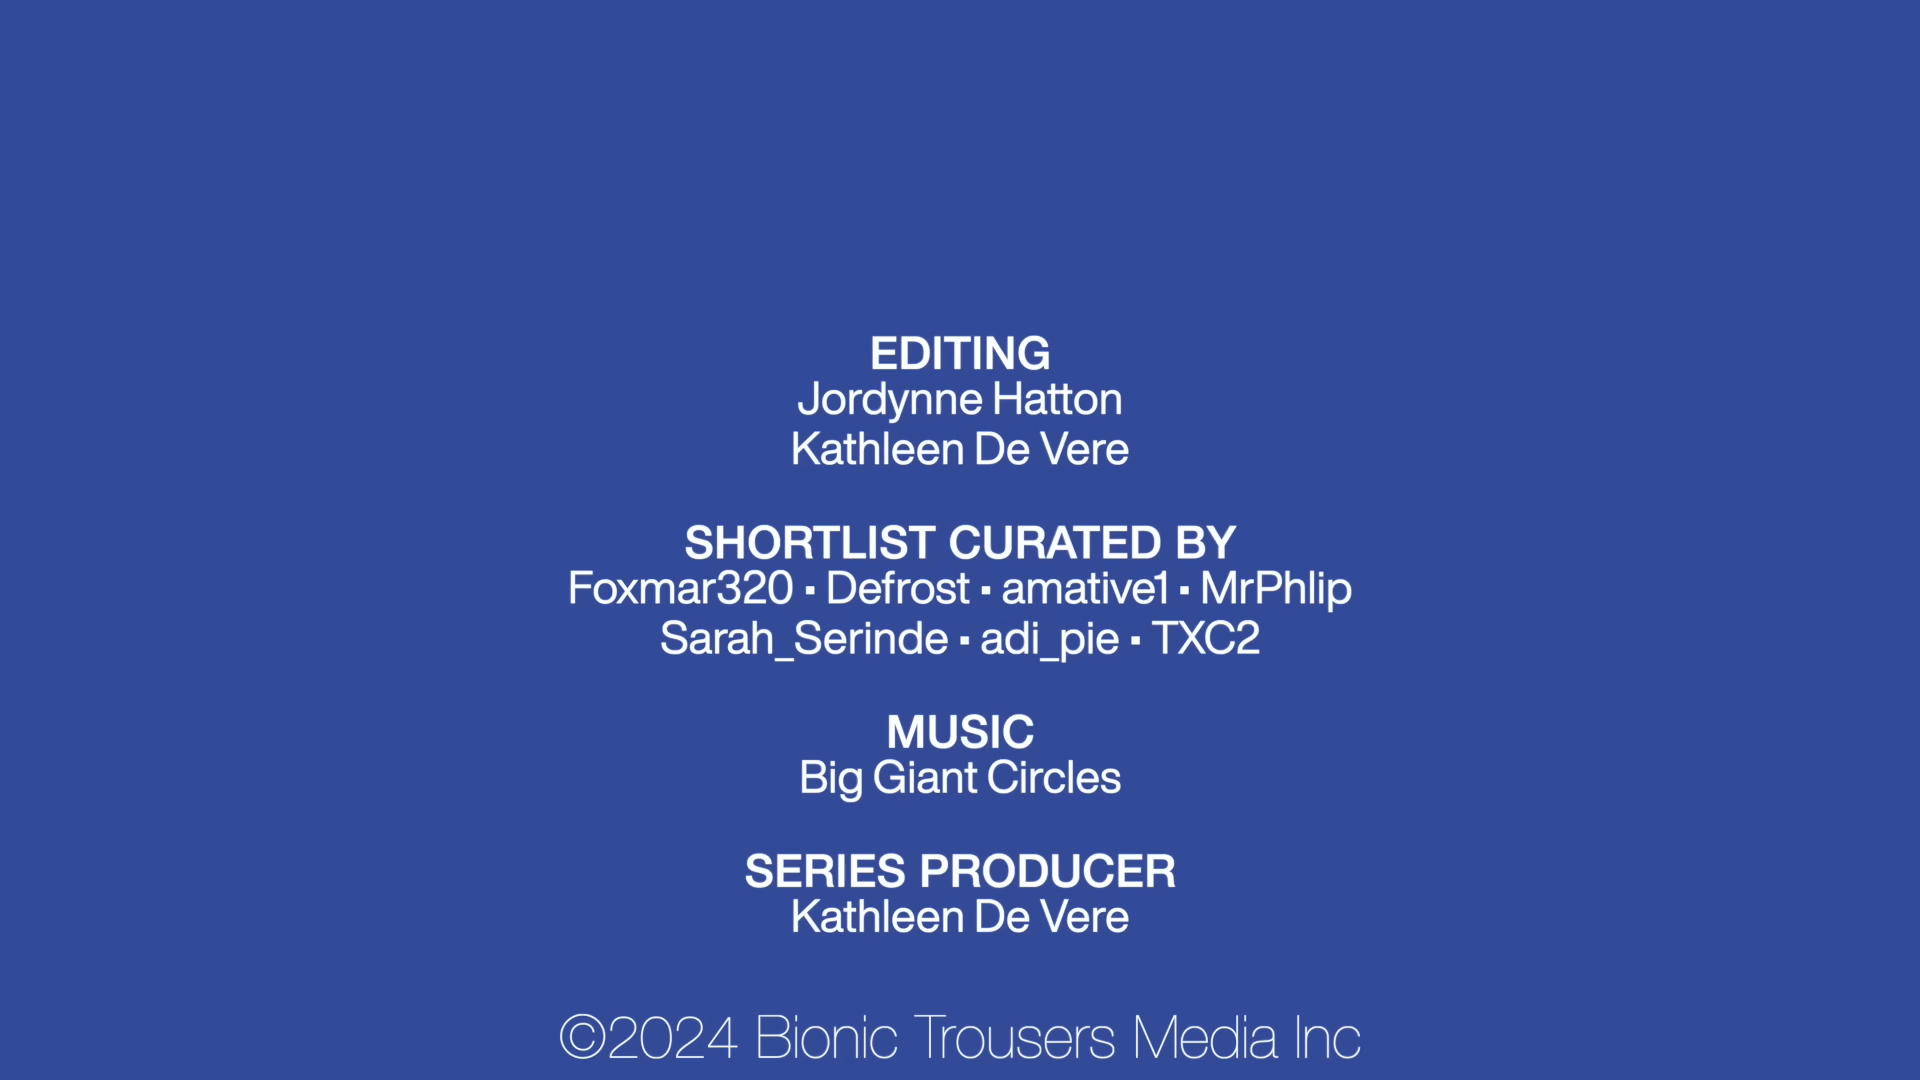 EDITING
Jordynne Hatton
Kathleen De Vere
SHORTLIST CURATED BY
Foxmar320 ▪ Defrost ▪ amative1 ▪ MrPhlip
Sarah_Serinde ▪ adi_pie ▪ TXC2
MUSIC
Big Giant Circles
SERIES PRODUCER
Kathleen De Vere
©2024 Bionic Trousers Media Inc